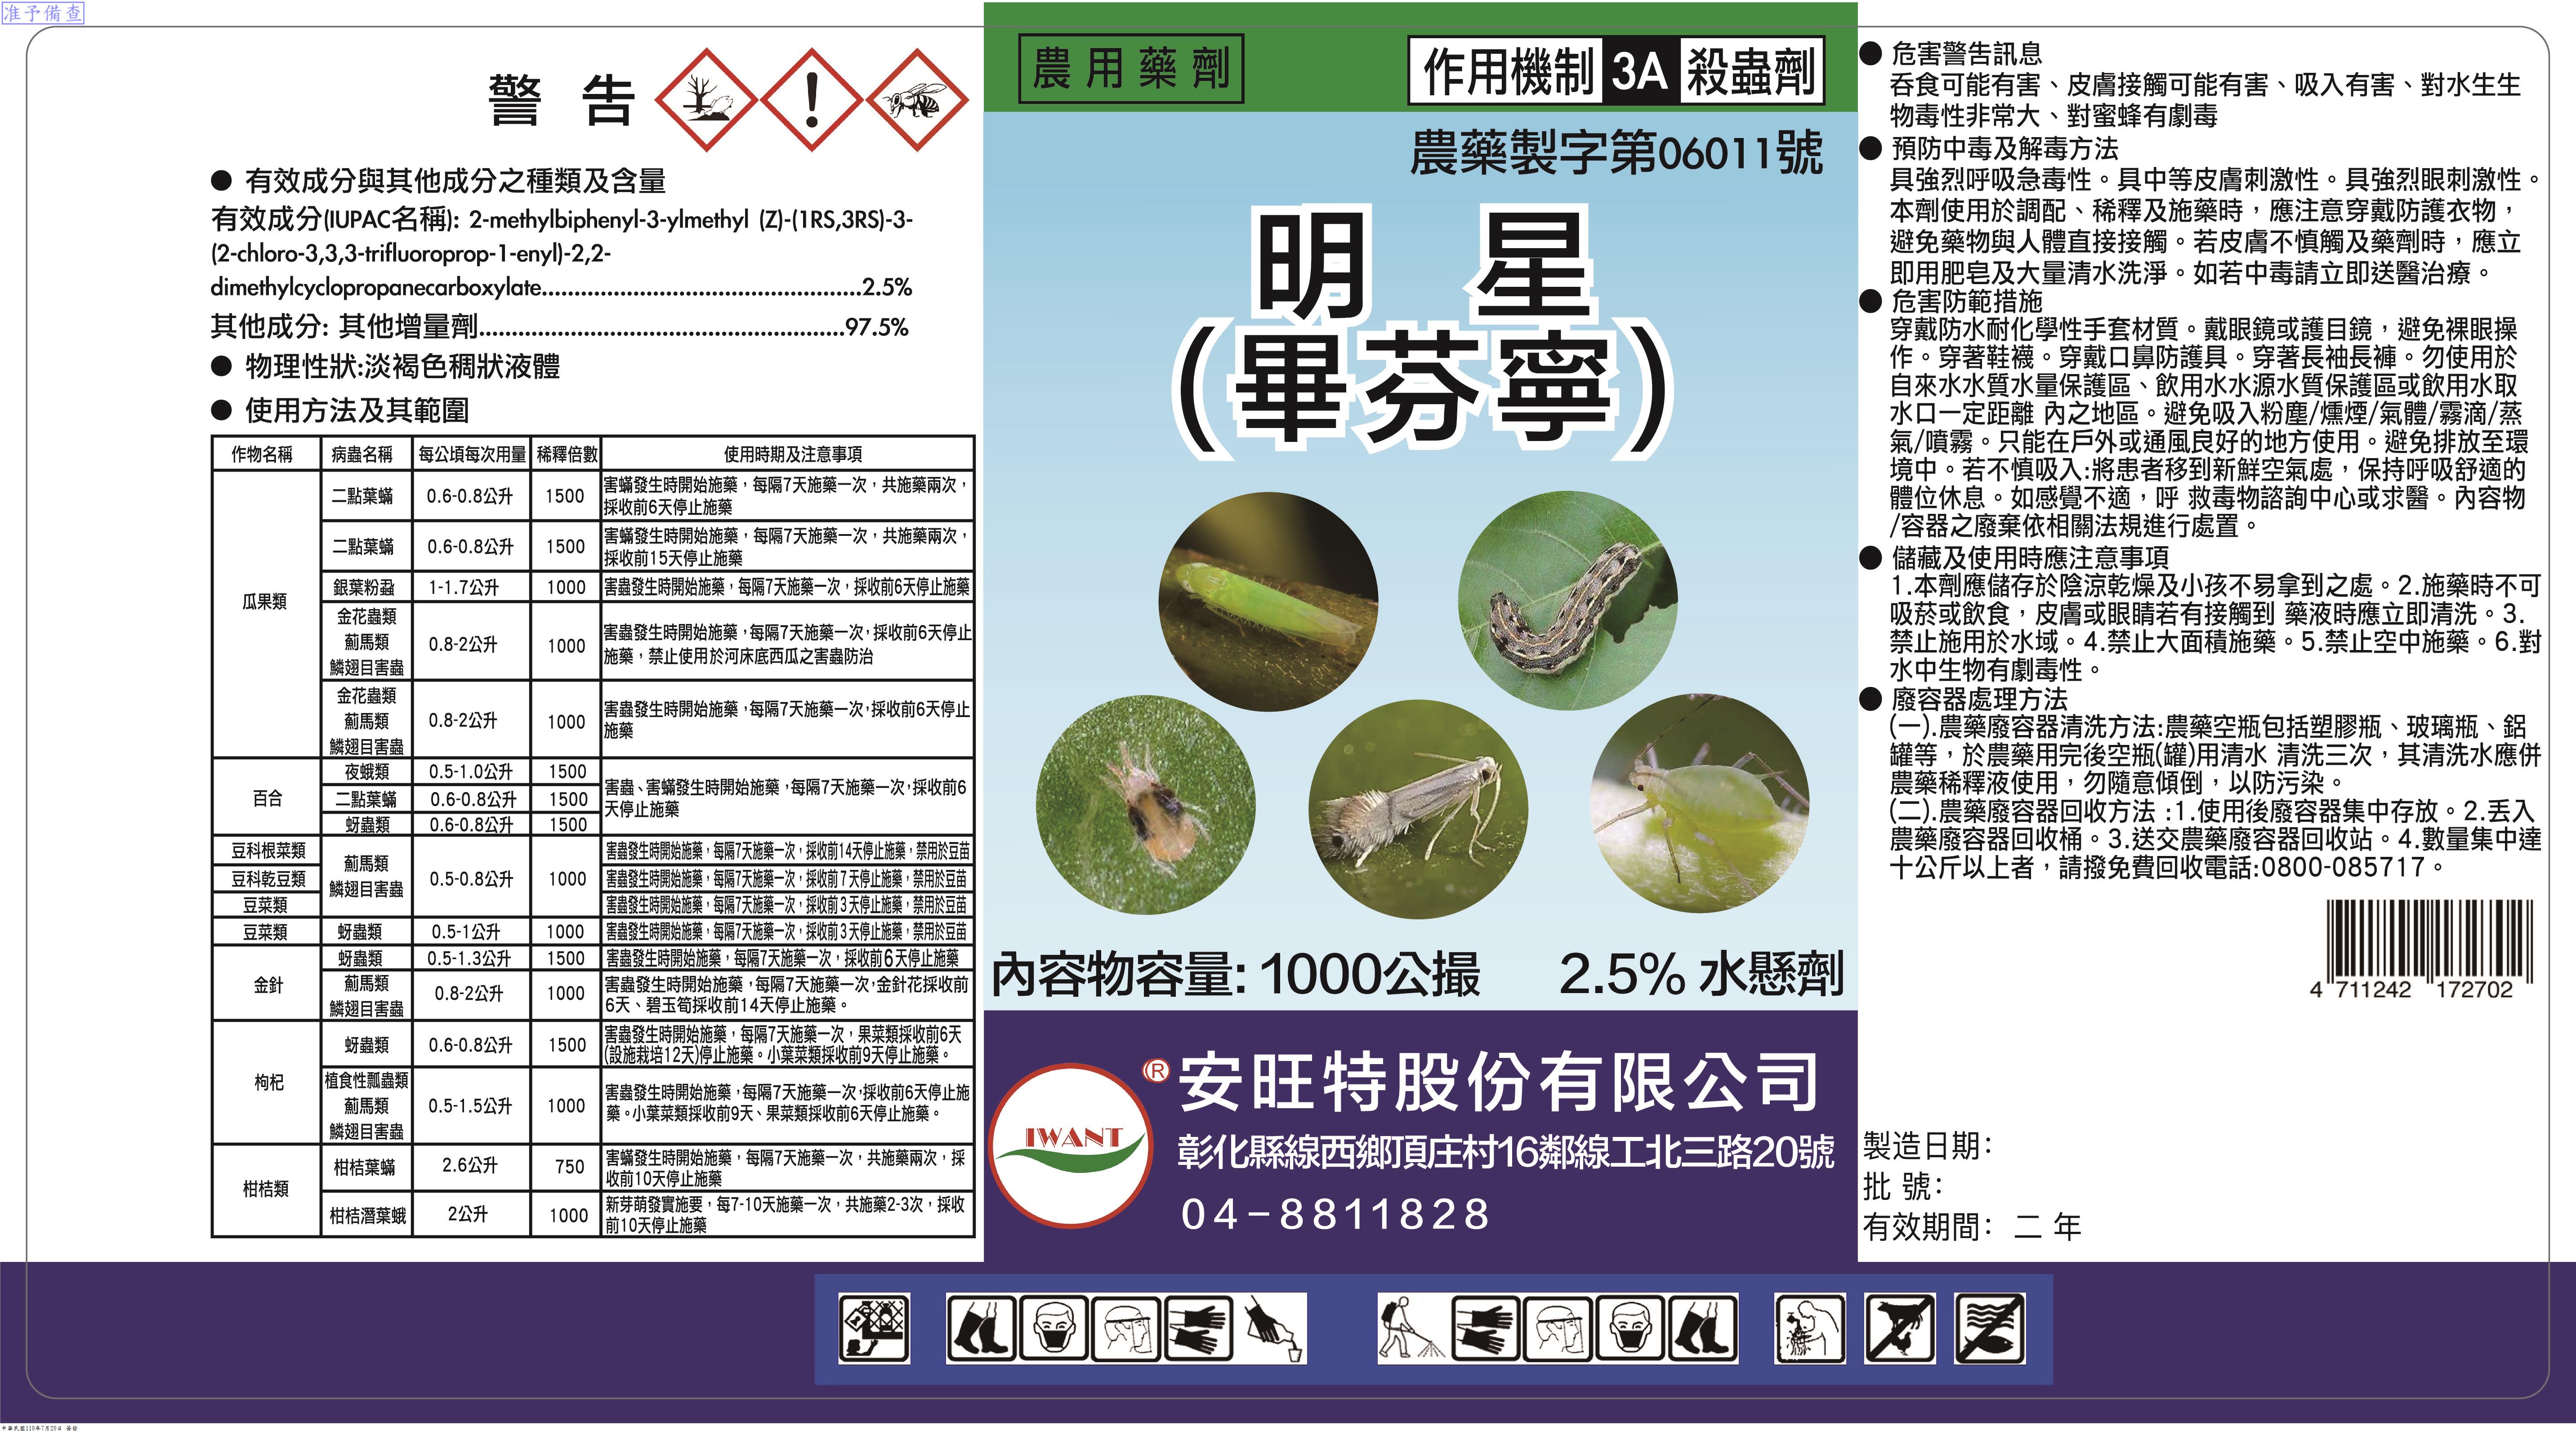 准予備查
警 告
● 有效成分與其他成分之種類及含量
有效成分(IUPAC名稱): 2-methylbiphenyl-3-ylmethyl (Z)-(1RS,3RS)-3-
(2-chloro-3,3,3-trifluoroprop-1-enyl)-2,2-
dimethylcyclopropanecarboxylate................................................2.5%
其他成分: 其他增量劑.......................................................97.5%
● 物理性狀:淡褐色稠狀液體
● 使用方法及其範圍
作物名稱 病蟲名稱 每公頃每次用量 稀釋倍數 使用時期及注意事項
瓜果類
二點葉蟎 0.6-0.8公升 1500 害蟎發生時開始施藥，每隔7天施藥一次，共施藥兩次，
採收前6天停止施藥
二點葉蟎 0.6-0.8公升 1500 害蟎發生時開始施藥，每隔7天施藥一次，共施藥兩次，
採收前15天停止施藥
銀葉粉蝨 1-1.7公升 1000 害蟲發生時開始施藥，每隔7天施藥一次，採收前6天停止施藥
金花蟲類
薊馬類
鱗翅目害蟲
0.8-2公升 1000 害蟲發生時開始施藥，每隔7天施藥一次，採收前6天停止
施藥，禁止使用於河床底西瓜之害蟲防治
金花蟲類
薊馬類
鱗翅目害蟲
0.8-2公升 1000 害蟲發生時開始施藥，每隔7天施藥一次，採收前6天停止
施藥
百合
夜蛾類 0.5-1.0公升 1500
二點葉蟎 0.6-0.8公升 1500
蚜蟲類 0.6-0.8公升 1500
害蟲、害蟎發生時開始施藥，每隔7天施藥一次，採收前6
天停止施藥
豆科根菜類
豆科乾豆類
豆菜類
薊馬類
鱗翅目害蟲
0.5-0.8公升 1000
害蟲發生時開始施藥，每隔7天施藥一次，採收前14天停止施藥，禁用於豆苗
害蟲發生時開始施藥，每隔7天施藥一次，採收前7天停止施藥，禁用於豆苗
害蟲發生時開始施藥，每隔7天施藥一次，採收前3天停止施藥，禁用於豆苗
豆菜類 蚜蟲類 0.5-1公升 1000 害蟲發生時開始施藥，每隔7天施藥一次，採收前3天停止施藥，禁用於豆苗
金針
蚜蟲類 0.5-1.3公升 1500 害蟲發生時開始施藥，每隔7天施藥一次，採收前6天停止施藥
薊馬類
鱗翅目害蟲
0.8-2公升 1000 害蟲發生時開始施藥，每隔7天施藥一次，金針花採收前
6天、碧玉筍採收前14天停止施藥。
枸杞
蚜蟲類 0.6-0.8公升 1500 害蟲發生時開始施藥，每隔7天施藥一次，果菜類採收前6天
(設施栽培12天)停止施藥。小葉菜類採收前9天停止施藥。
植食性瓢蟲類
薊馬類
鱗翅目害蟲
0.5-1.5公升 1000 害蟲發生時開始施藥，每隔7天施藥一次，採收前6天停止施
藥。小葉菜類採收前9天、果菜類採收前6天停止施藥。
柑桔類
柑桔葉蟎 2.6公升 750 害蟎發生時開始施藥，每隔7天施藥一次，共施藥兩次，採
收前10天停止施藥
柑桔潛葉蛾 2公升 1000 新芽萌發實施要，每7-10天施藥一次，共施藥2-3次，採收
前10天停止施藥
農用藥劑
作用機制 3A 殺蟲劑
農藥製字第06011號
明 星
(畢芬寧)
內容物容量: 1000公撮 2.5% 水懸劑
IWANT
® 安旺特股份有限公司
彰化縣線西鄉頂庄村16鄰線工北三路20號
04-8811828
● 危害警告訊息
吞食可能有害、皮膚接觸可能有害、吸入有害、對水生生
物毒性非常大、對蜜蜂有劇毒
● 預防中毒及解毒方法
具強烈呼吸急毒性。具中等皮膚刺激性。具強烈眼刺激性。
本劑使用於調配、稀釋及施藥時，應注意穿戴防護衣物，
避免藥物與人體直接接觸。若皮膚不慎觸及藥劑時，應立
即用肥皂及大量清水洗淨。如若中毒請立即送醫治療。
● 危害防範措施
穿戴防水耐化學性手套材質。戴眼鏡或護目鏡，避免裸眼操
作。穿著鞋襪。穿戴口鼻防護具。穿著長袖長褲。勿使用於
自來水水質水量保護區、飲用水水源水質保護區或飲用水取
水口一定距離 內之地區。避免吸入粉塵/燻煙/氣體/霧滴/蒸
氣/噴霧。只能在戶外或通風良好的地方使用。避免排放至環
境中。若不慎吸入:將患者移到新鮮空氣處，保持呼吸舒適的
體位休息。如感覺不適，呼 救毒物諮詢中心或求醫。內容物
/容器之廢棄依相關法規進行處置。
● 儲藏及使用時應注意事項
1.本劑應儲存於陰涼乾燥及小孩不易拿到之處。2.施藥時不可
吸菸或飲食，皮膚或眼睛若有接觸到 藥液時應立即清洗。3.
禁止施用於水域。4.禁止大面積施藥。5.禁止空中施藥。6.對
水中生物有劇毒性。
● 廢容器處理方法
(一).農藥廢容器清洗方法:農藥空瓶包括塑膠瓶、玻璃瓶、鋁
罐等，於農藥用完後空瓶(罐)用清水 清洗三次，其清洗水應併
農藥稀釋液使用，勿隨意傾倒，以防污染。
(二).農藥廢容器回收方法 :1.使用後廢容器集中存放。2.丟入
農藥廢容器回收桶。3.送交農藥廢容器回收站。4.數量集中達
十公斤以上者，請撥免費回收電話:0800-085717。
4 711242 172702
製造日期:
批 號:
有效期間: 二 年
中華民國110年7月20日